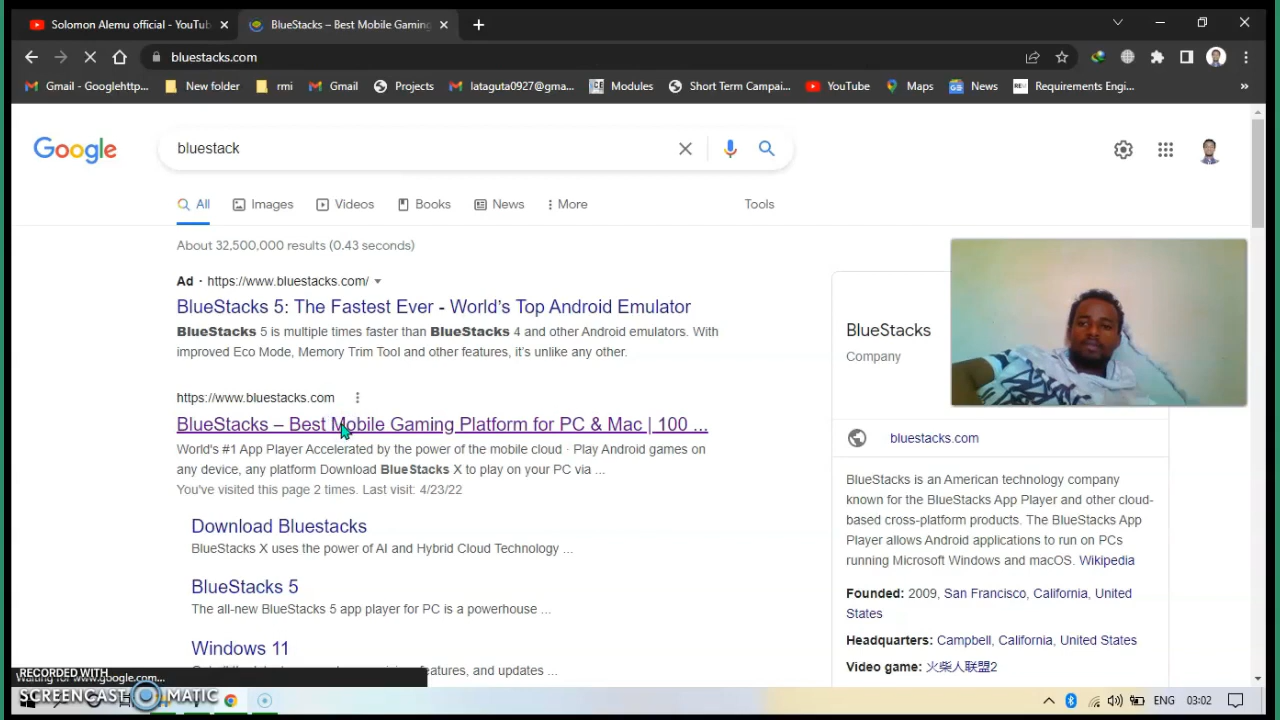 Solomon Alemu official - YouTub
BlueStacks – Best Mobile Gaming
bluestacks.com
Gmail - Googlehttp...
New folder
rmi
Gmail
Projects
lataguta0927@gma...
Modules
Short Term Campai...
YouTube
Maps
News
Requirements Engi...
»
Google
bluestack
All
Images
Videos
Books
News
More
Tools
About 32,500,000 results (0.43 seconds)
Ad · https://www.bluestacks.com/
BlueStacks 5: The Fastest Ever - World's Top Android Emulator
BlueStacks 5 is multiple times faster than BlueStacks 4 and other Android emulators. With
improved Eco Mode, Memory Trim Tool and other features, it's unlike any other.
https://www.bluestacks.com
BlueStacks – Best Mobile Gaming Platform for PC & Mac | 100 ...
World's #1 App Player Accelerated by the power of the mobile cloud · Play Android games on
any device, any platform Download BlueStacks X to play on your PC via ...
You've visited this page 2 times. Last visit: 4/23/22
Download Bluestacks
BlueStacks X uses the power of AI and Hybrid Cloud Technology ...
BlueStacks 5
The all-new BlueStacks 5 app player for PC is a powerhouse ...
Windows 11
and updates ...
BlueStacks
Company
bluestacks.com
BlueStacks is an American technology company
known for the BlueStacks App Player and other cloud-
based cross-platform products. The BlueStacks App
Player allows Android applications to run on PCs
running Microsoft Windows and macOS. Wikipedia
Founded: 2009, San Francisco, California, United
States
Headquarters: Campbell, California, United States
Video game: 火柴人联盟2
Waiting for www.google.com...
RECORDED WITH
SCREENCAST MATIC
ENG
03:02